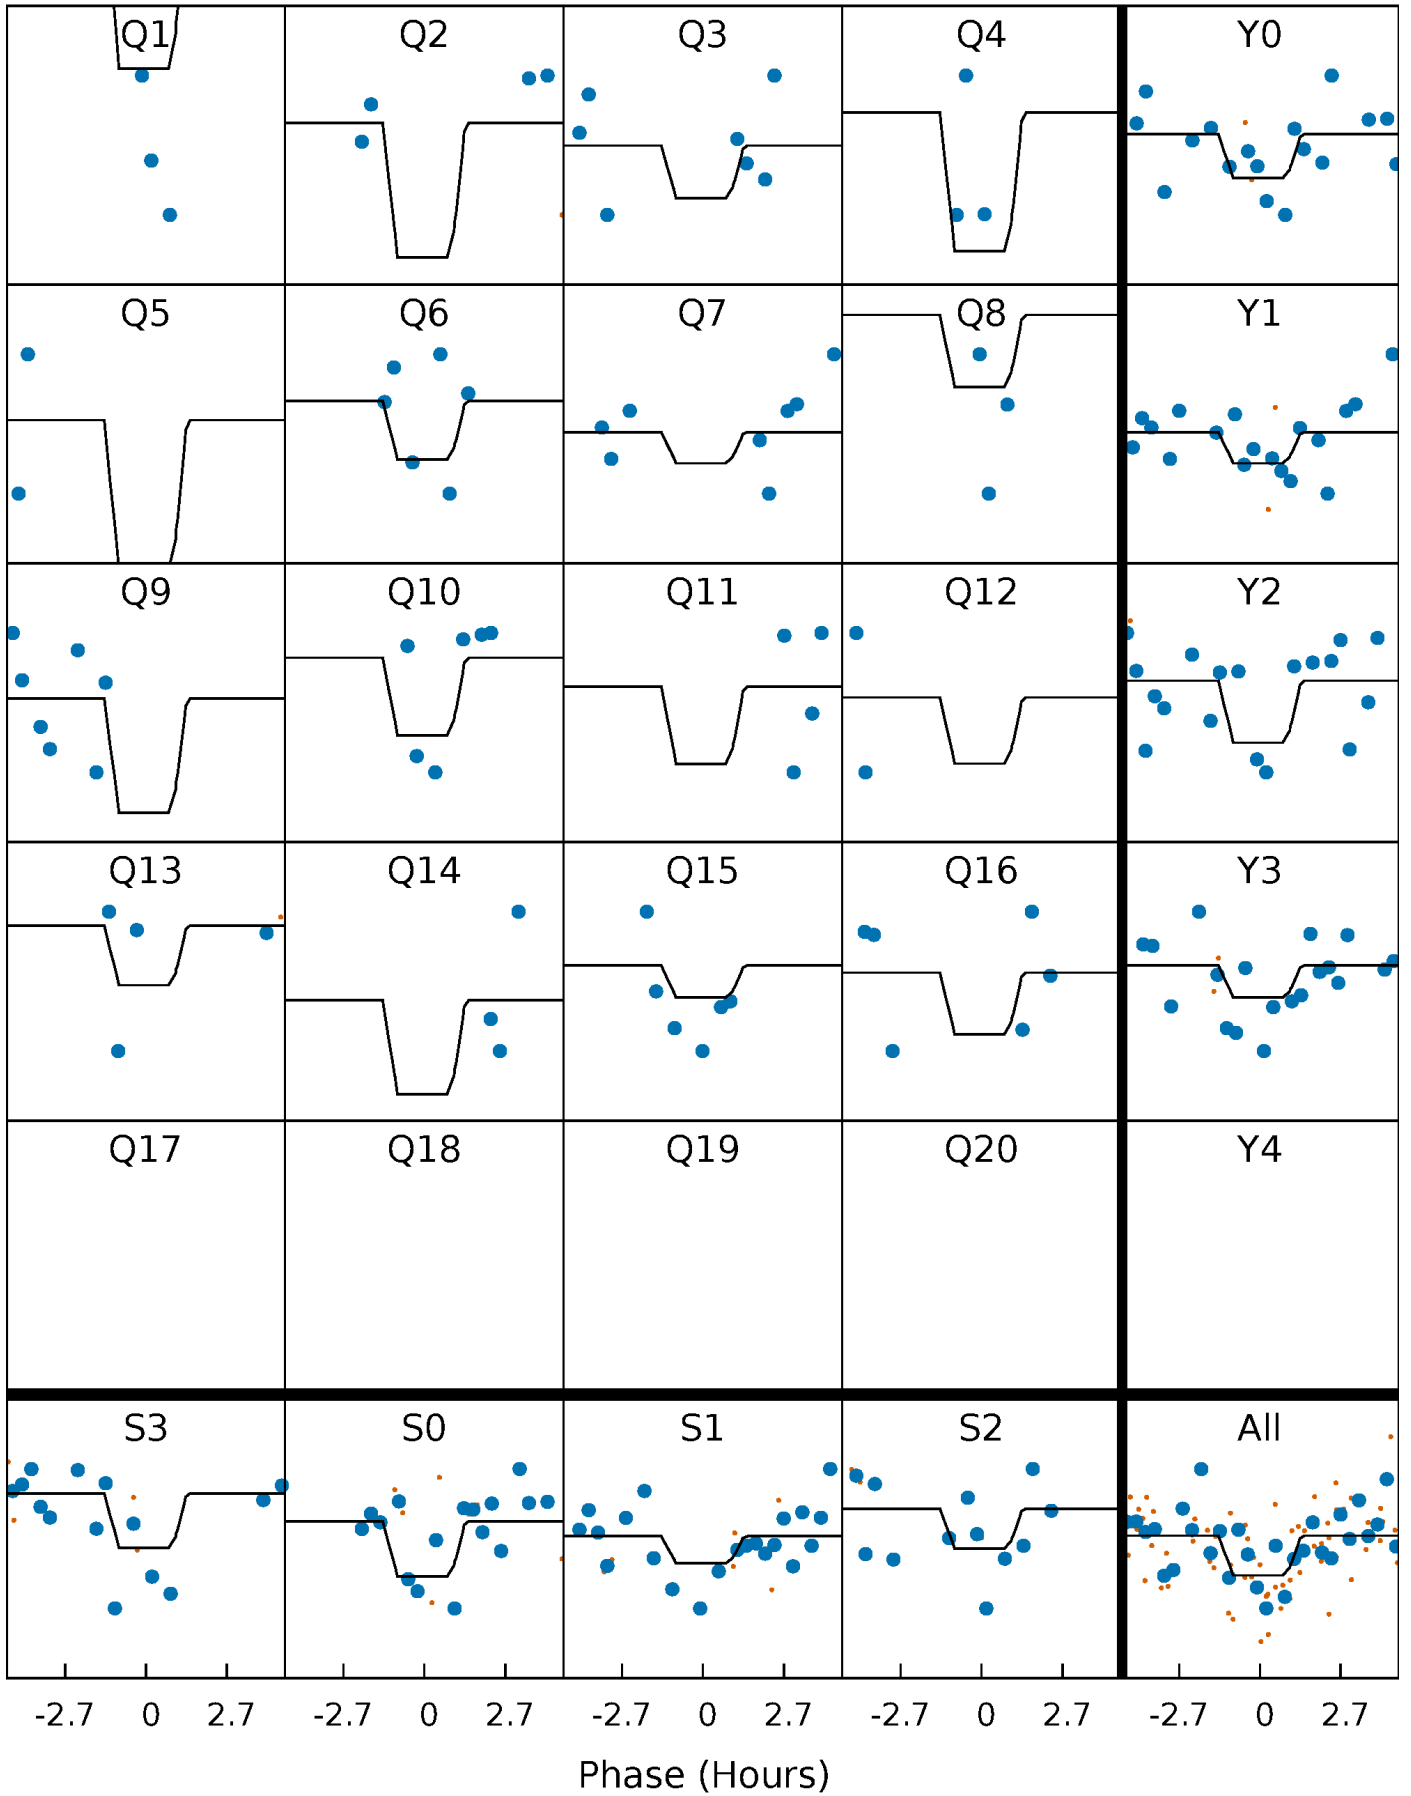 Q1 Q2 Q3 Q4 Y0
Q5 Q6 Q7 Q8 Y1
Q9 Q10 Q11 Q12 Y2
Q13 Q14 Q15 Q16 Y3
Q17 Q18 Q19 Q20 Y4
S3 S0 S1 S2 All
-2.7 0 2.7 -2.7 0 2.7 -2.7 0 2.7 -2.7 0 2.7 -2.7 0 2.7
Phase (Hours)